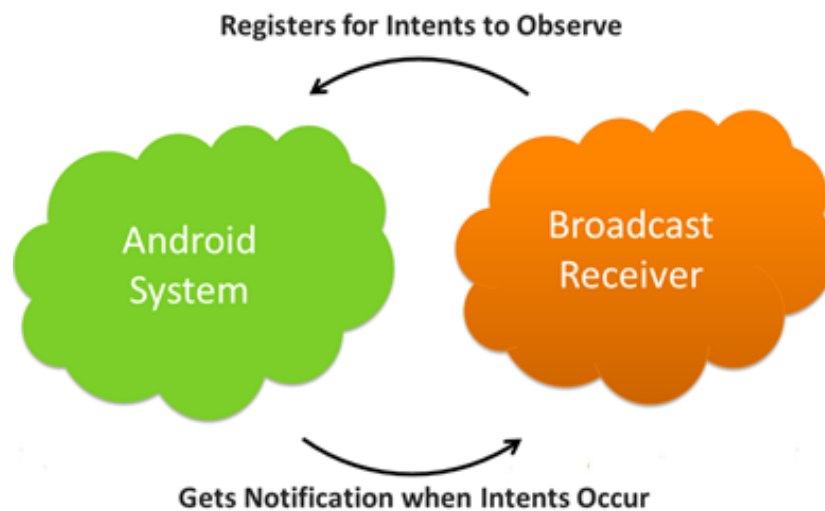 Registers for Intents to Observe
Android
System
Broadcast
Receiver
Gets Notification when Intents Occur